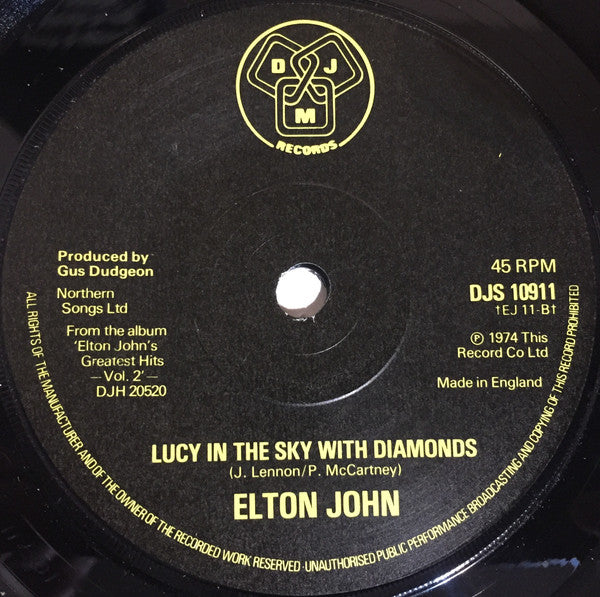 D J
M
RECORDS
Produced by
Gus Dudgeon
Northern
Songs Ltd
From the album
'Elton John's
Greatest Hits
—Vol. 2'—
DJH 20520
45 RPM
DJS 10911
†EJ 11-B†
℗ 1974 This
Record Co Ltd
Made in England
LUCY IN THE SKY WITH DIAMONDS
(J. Lennon/P. McCartney)
ELTON JOHN
ALL RIGHTS OF THE MANUFACTURER AND OF THE OWNER OF THE RECORDED WORK RESERVED · UNAUTHORISED PUBLIC PERFORMANCE BROADCASTING AND COPYING OF THIS RECORD PROHIBITED